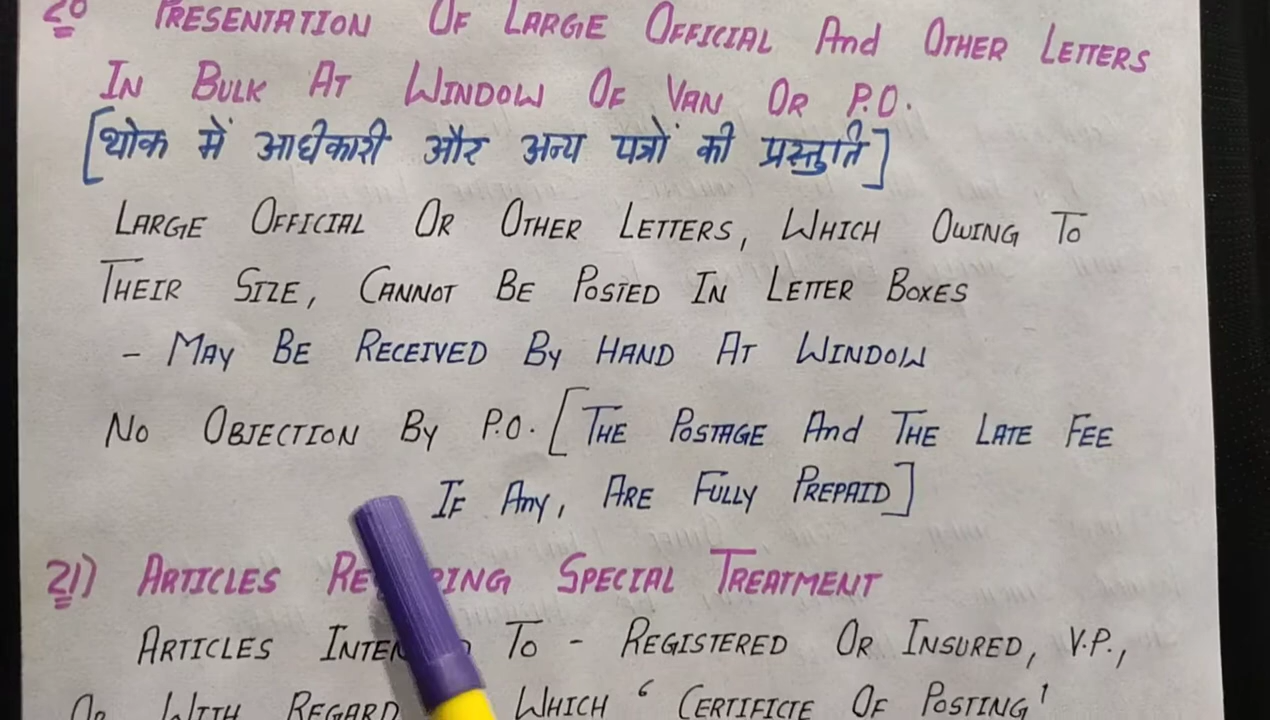 20 PRESENTATION OF LARGE OFFICIAL And OTHER LETTERS
IN BULK AT WINDOW OF VAN OR P.O.
[थोक में आधीकारी और अन्य पत्रों की प्रस्तुति]
LARGE OFFICIAL OR OTHER LETTERS, WHICH OWING TO
THEIR SIZE, CANNOT BE POSTED IN LETTER BOXES
- MAY BE RECEIVED By HAND AT WINDOW
NO OBJECTION By P.O. [THE POSTAGE And THE LATE FEE
IF Any, ARE FULLY PREPAID]
21) ARTICLES SPECIAL TREATMENT
ARTICLES TO - REGISTERED OR INSURED, V.P.,
OR WITH REGARD WHICH ‘ CERTIFICTE OF POSTING '